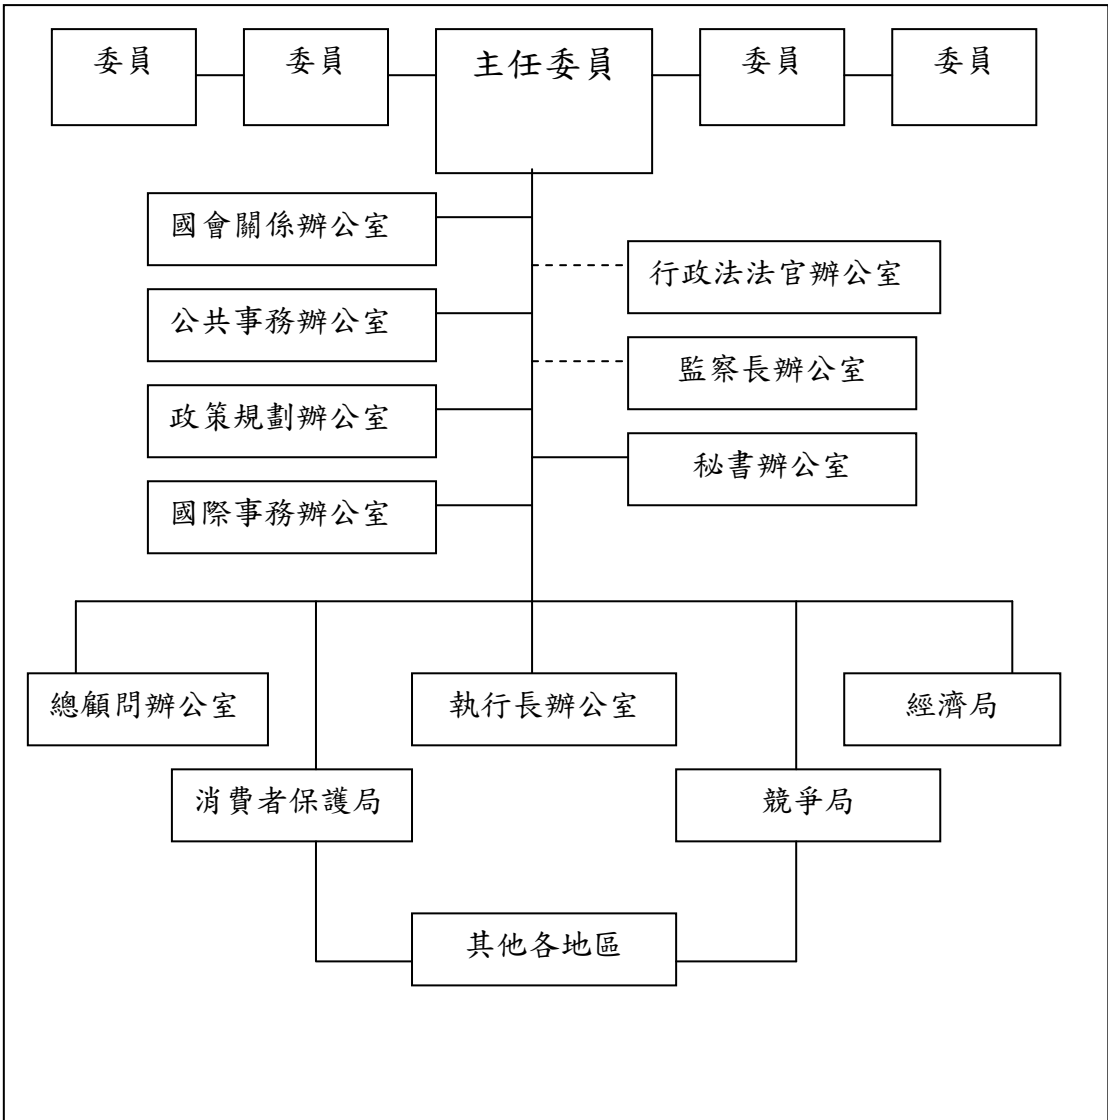 委員
委員
主任委員
委員
委員
國會關係辦公室
行政法法官辦公室
公共事務辦公室
監察長辦公室
政策規劃辦公室
秘書辦公室
國際事務辦公室
總顧問辦公室
執行長辦公室
經濟局
消費者保護局
競爭局
其他各地區